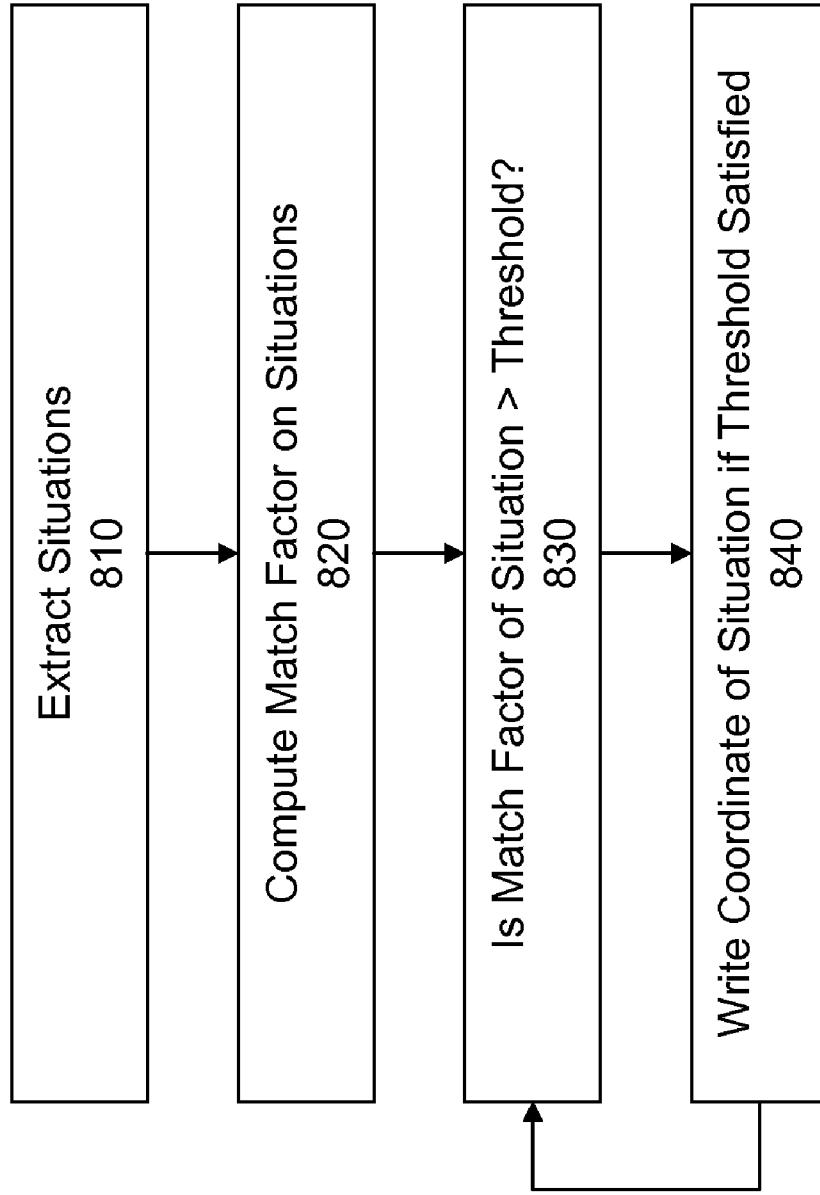 Extract Situations
810
Compute Match Factor on Situations
820
Is Match Factor of Situation > Threshold?
830
Write Coordinate of Situation if Threshold Satisfied
840